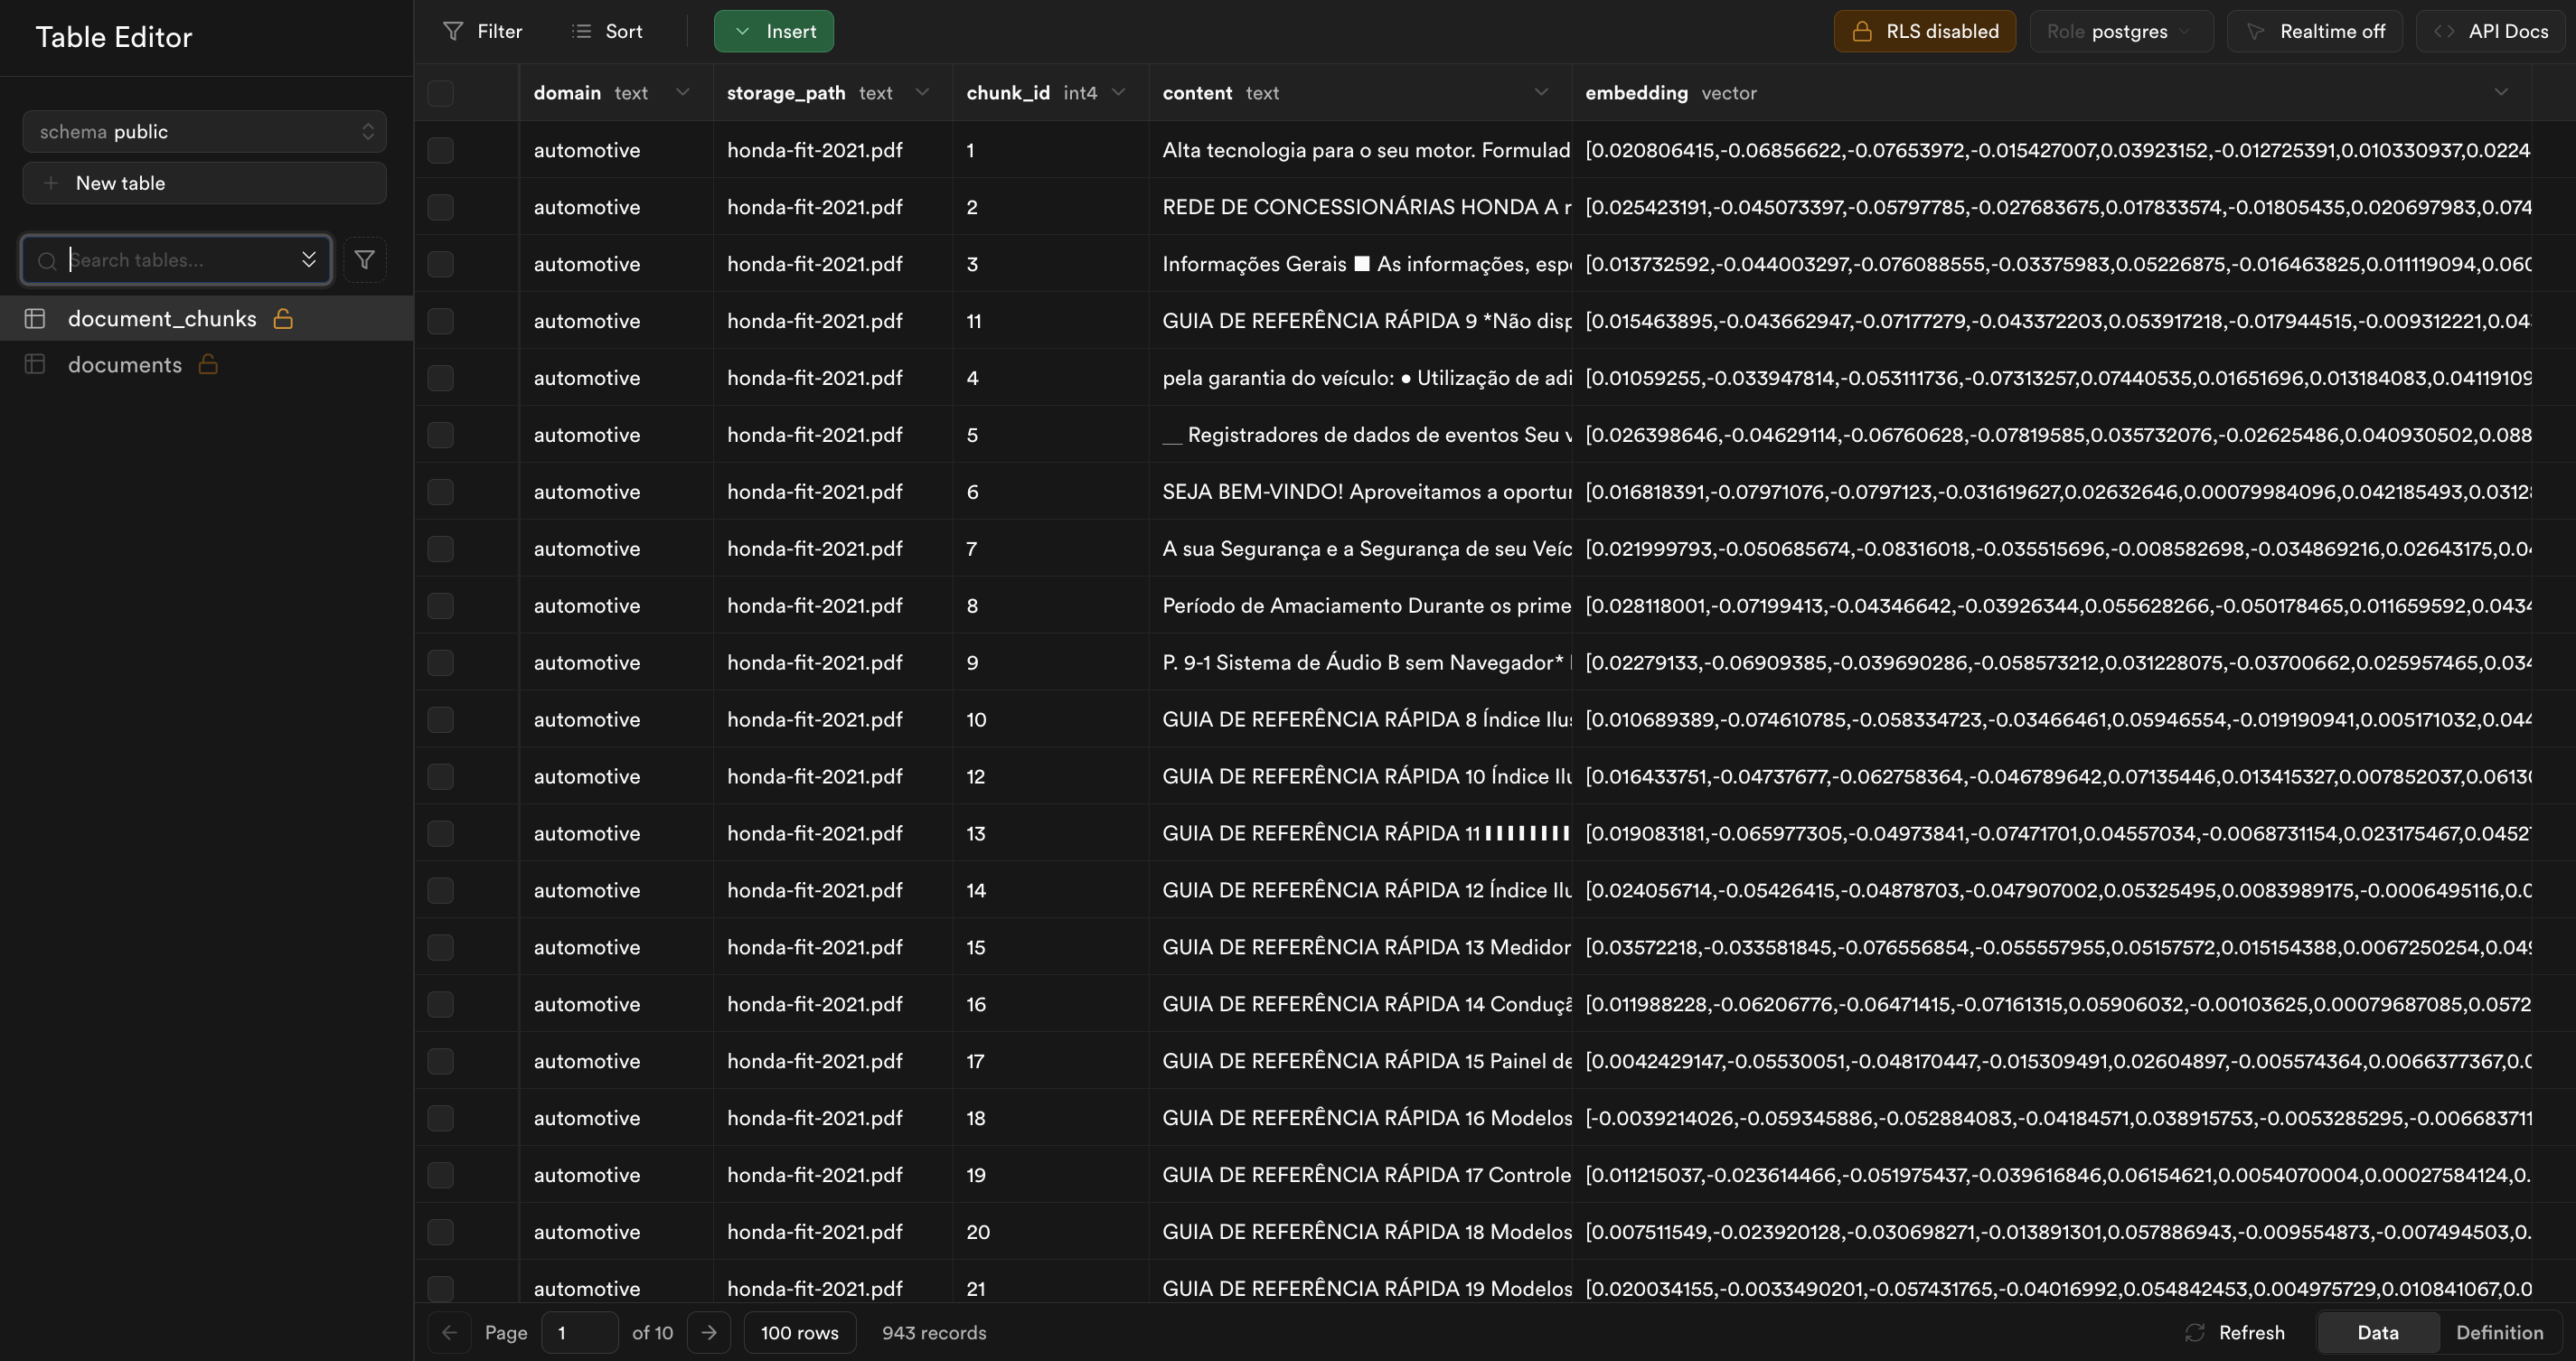 Table Editor
schema public
New table
Search tables...
document_chunks
documents
Filter Sort Insert RLS disabled Role postgres Realtime off API Docs
domain text storage_path text chunk_id int4 content text embedding vector
automotive honda-fit-2021.pdf 1 Alta tecnologia para o seu motor. Formulad [0.020806415,-0.06856622,-0.07653972,-0.015427007,0.03923152,-0.012725391,0.010330937,0.0224
automotive honda-fit-2021.pdf 2 REDE DE CONCESSIONÁRIAS HONDA A r [0.025423191,-0.045073397,-0.05797785,-0.027683675,0.017833574,-0.01805435,0.020697983,0.074
automotive honda-fit-2021.pdf 3 Informações Gerais ■ As informações, espe [0.013732592,-0.044003297,-0.076088555,-0.03375983,0.05226875,-0.016463825,0.011119094,0.060
automotive honda-fit-2021.pdf 11 GUIA DE REFERÊNCIA RÁPIDA 9 *Não disp [0.015463895,-0.043662947,-0.07177279,-0.043372203,0.053917218,-0.017944515,-0.009312221,0.04
automotive honda-fit-2021.pdf 4 pela garantia do veículo: ● Utilização de adi [0.01059255,-0.033947814,-0.053111736,-0.07313257,0.07440535,0.01651696,0.013184083,0.04119109
automotive honda-fit-2021.pdf 5 __ Registradores de dados de eventos Seu v [0.026398646,-0.04629114,-0.06760628,-0.07819585,0.035732076,-0.02625486,0.040930502,0.088
automotive honda-fit-2021.pdf 6 SEJA BEM-VINDO! Aproveitamos a oportur [0.016818391,-0.07971076,-0.0797123,-0.031619627,0.02632646,0.00079984096,0.042185493,0.0312
automotive honda-fit-2021.pdf 7 A sua Segurança e a Segurança de seu Veíc [0.021999793,-0.050685674,-0.08316018,-0.035515696,-0.008582698,-0.034869216,0.02643175,0.04
automotive honda-fit-2021.pdf 8 Período de Amaciamento Durante os prime [0.028118001,-0.07199413,-0.04346642,-0.03926344,0.055628266,-0.050178465,0.011659592,0.0434
automotive honda-fit-2021.pdf 9 P. 9-1 Sistema de Áudio B sem Navegador* [0.02279133,-0.06909385,-0.039690286,-0.058573212,0.031228075,-0.03700662,0.025957465,0.034
automotive honda-fit-2021.pdf 10 GUIA DE REFERÊNCIA RÁPIDA 8 Índice Ilus [0.010689389,-0.074610785,-0.058334723,-0.03466461,0.05946554,-0.019190941,0.005171032,0.044
automotive honda-fit-2021.pdf 12 GUIA DE REFERÊNCIA RÁPIDA 10 Índice Ilu [0.016433751,-0.04737677,-0.062758364,-0.046789642,0.07135446,0.013415327,0.007852037,0.0613
automotive honda-fit-2021.pdf 13 GUIA DE REFERÊNCIA RÁPIDA 11 ▌▌▌▌▌▌▌▌ [0.019083181,-0.065977305,-0.04973841,-0.07471701,0.04557034,-0.0068731154,0.023175467,0.0452
automotive honda-fit-2021.pdf 14 GUIA DE REFERÊNCIA RÁPIDA 12 Índice Ilu [0.024056714,-0.05426415,-0.04878703,-0.047907002,0.05325495,0.0083989175,-0.0006495116,0.0
automotive honda-fit-2021.pdf 15 GUIA DE REFERÊNCIA RÁPIDA 13 Medidor [0.03572218,-0.033581845,-0.076556854,-0.055557955,0.05157572,0.015154388,0.0067250254,0.049
automotive honda-fit-2021.pdf 16 GUIA DE REFERÊNCIA RÁPIDA 14 Conduçã [0.011988228,-0.06206776,-0.06471415,-0.07161315,0.05906032,-0.00103625,0.00079687085,0.0572
automotive honda-fit-2021.pdf 17 GUIA DE REFERÊNCIA RÁPIDA 15 Painel de [0.0042429147,-0.05530051,-0.048170447,-0.015309491,0.02604897,-0.005574364,0.0066377367,0.0
automotive honda-fit-2021.pdf 18 GUIA DE REFERÊNCIA RÁPIDA 16 Modelos [-0.0039214026,-0.059345886,-0.052884083,-0.04184571,0.038915753,-0.0053285295,-0.006683711
automotive honda-fit-2021.pdf 19 GUIA DE REFERÊNCIA RÁPIDA 17 Controle [0.011215037,-0.023614466,-0.051975437,-0.039616846,0.06154621,0.0054070004,0.00027584124,0.
automotive honda-fit-2021.pdf 20 GUIA DE REFERÊNCIA RÁPIDA 18 Modelos [0.007511549,-0.023920128,-0.030698271,-0.013891301,0.057886943,-0.009554873,-0.007494503,0.
automotive honda-fit-2021.pdf 21 GUIA DE REFERÊNCIA RÁPIDA 19 Modelos [0.020034155,-0.0033490201,-0.057431765,-0.04016992,0.054842453,0.004975729,0.010841067,0.0
Page 1 of 10 100 rows 943 records Refresh Data Definition